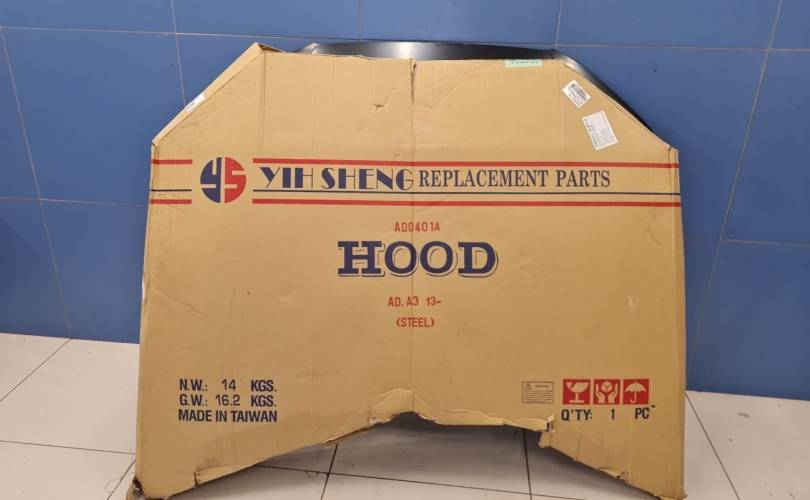 YS YIH SHENG REPLACEMENT PARTS
AD0401A
HOOD
AD. A3 13-
(STEEL)
N.W.: 14 KGS.
G.W.: 16.2 KGS.
MADE IN TAIWAN
Q'TY: 1 PC